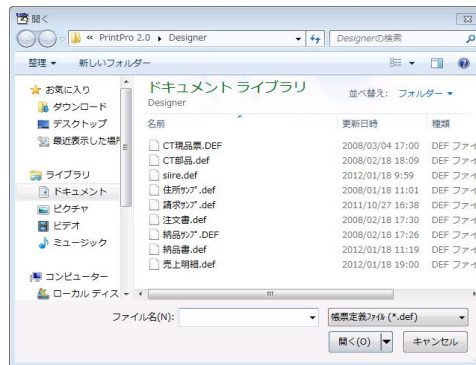 開く
« PrintPro 2.0 ▸ Designer
Designerの検索
整理 ▼ 新しいフォルダー
お気に入り
ダウンロード
デスクトップ
最近表示した場所
ライブラリ
ドキュメント
ピクチャ
ビデオ
ミュージック
コンピューター
ローカル ディス
ドキュメント ライブラリ
Designer
並べ替え: フォルダー ▼
名前 更新日時 種類
CT現品票.DEF 2008/03/04 17:00 DEF ファイ
CT部品.def 2008/02/18 18:09 DEF ファイ
siire.def 2012/01/18 9:59 DEF ファイ
住所ｻﾝﾌﾟ.def 2008/01/18 11:01 DEF ファイ
請求ｻﾝﾌﾟ.def 2011/10/27 16:38 DEF ファイ
注文書.def 2008/02/18 17:30 DEF ファイ
納品ｻﾝﾌﾟ.DEF 2008/02/18 17:26 DEF ファイ
納品書.def 2012/01/18 11:19 DEF ファイ
売上明細.def 2012/01/18 19:00 DEF ファイ
ファイル名(N):
帳票定義ﾌｧｲﾙ (*.def)
開く(O) キャンセル